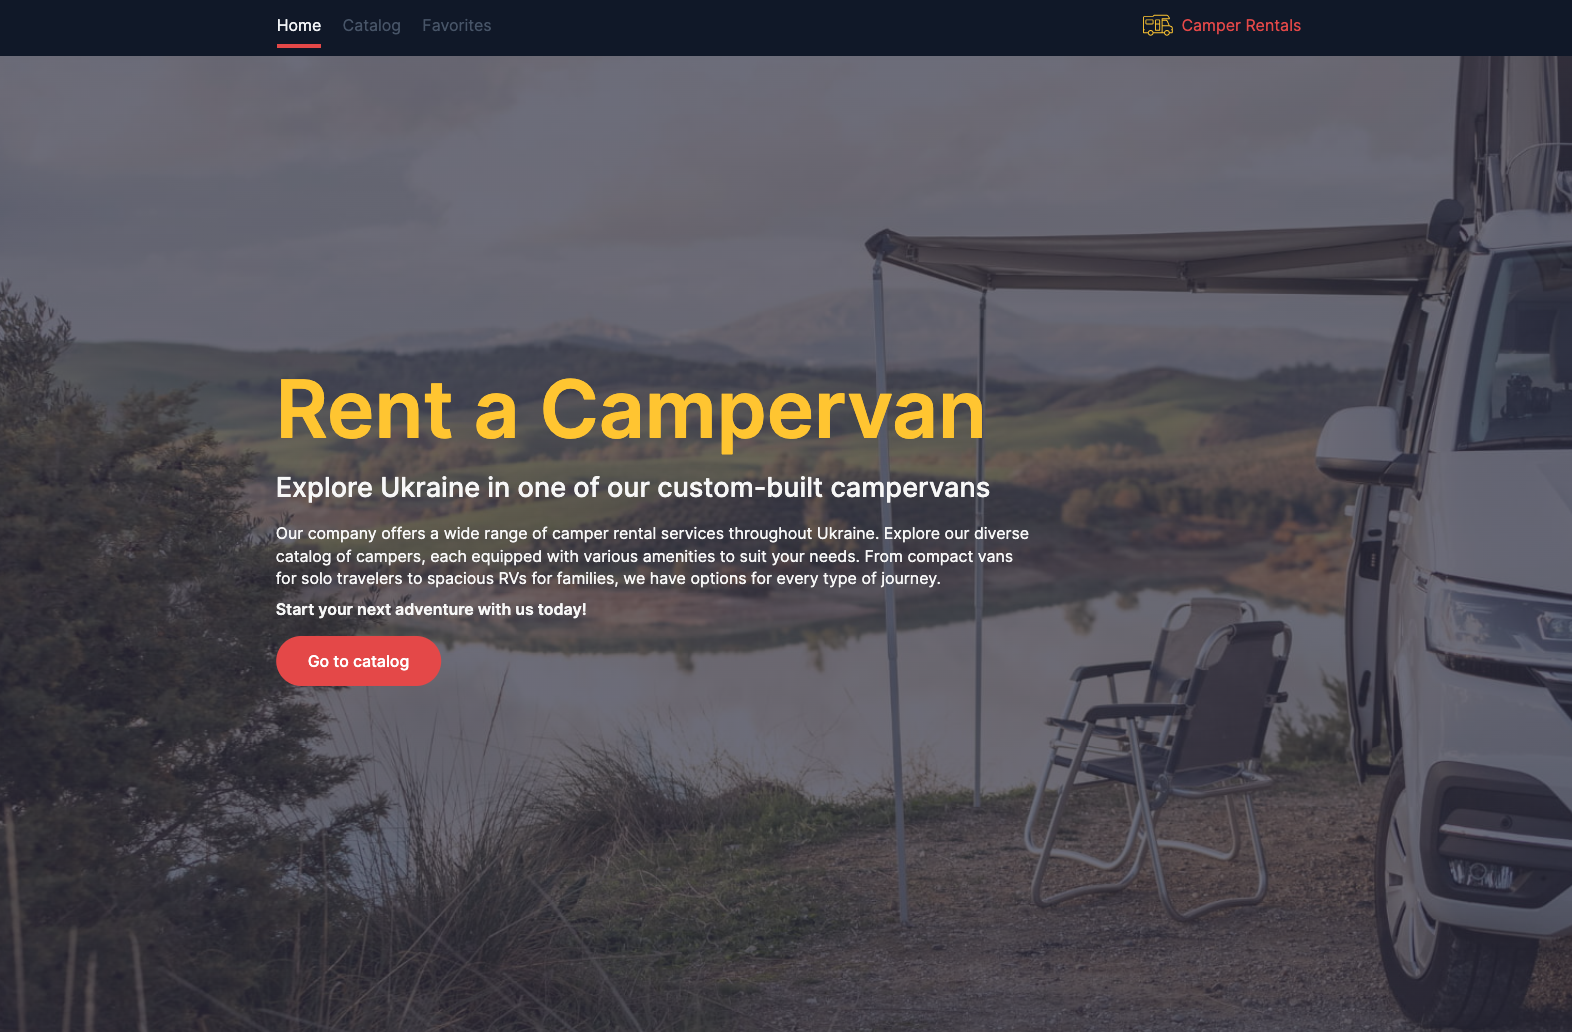 Home Catalog Favorites Camper Rentals
Rent a Campervan
Explore Ukraine in one of our custom-built campervans
Our company offers a wide range of camper rental services throughout Ukraine. Explore our diverse
catalog of campers, each equipped with various amenities to suit your needs. From compact vans
for solo travelers to spacious RVs for families, we have options for every type of journey.
Start your next adventure with us today!
Go to catalog